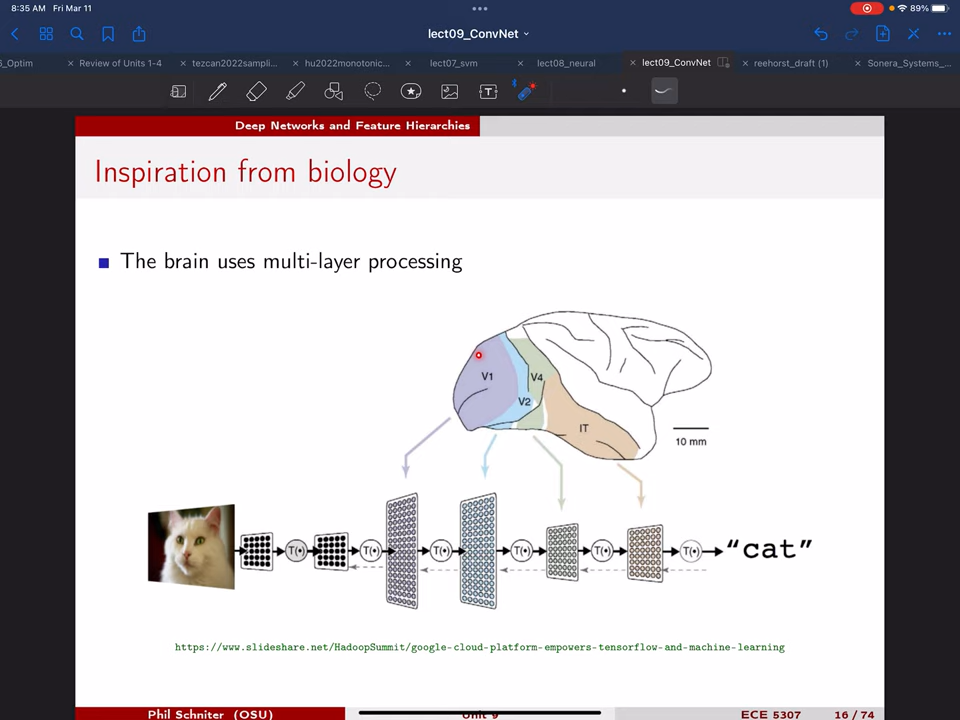 8:35 AM Fri Mar 11
89%
lect09_ConvNet
_Optim
Review of Units 1-4
tezcan2022sampli...
hu2022monotonic...
lect07_svm
lect08_neural
lect09_ConvNet
reehorst_draft (1)
Sonera_Systems_...
Deep Networks and Feature Hierarchies
Inspiration from biology
The brain uses multi-layer processing
V1
V4
V2
IT
10 mm
T(•) T(•) T(•) T(•) T(•) T(•) "cat"
https://www.slideshare.net/HadoopSummit/google-cloud-platform-empowers-tensorflow-and-machine-learning
Phil Schniter (OSU)
Unit 9
ECE 5307
16 / 74